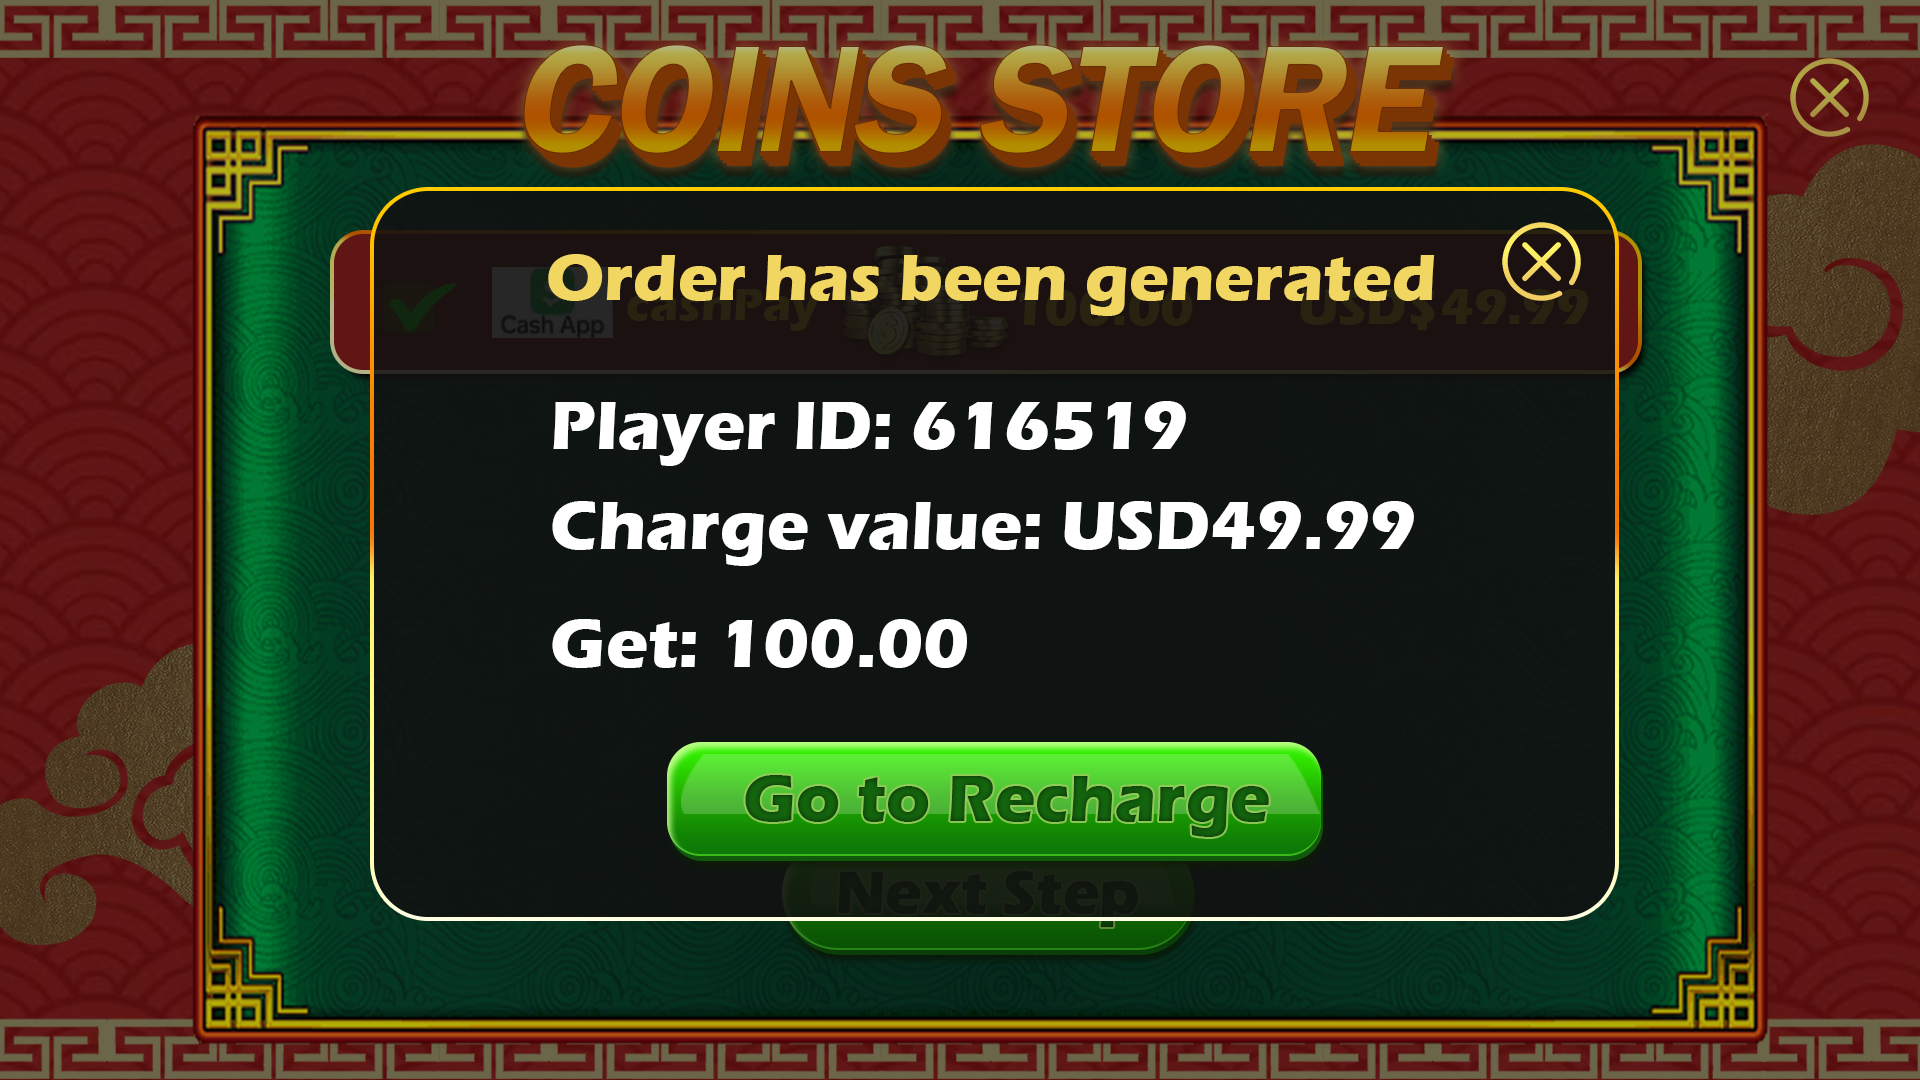 COINS STORE
Order has been generated
Cash App cashPay 100.00 USD$49.99
Player ID: 616519
Charge value: USD49.99
Get: 100.00
Go to Recharge
Next Step